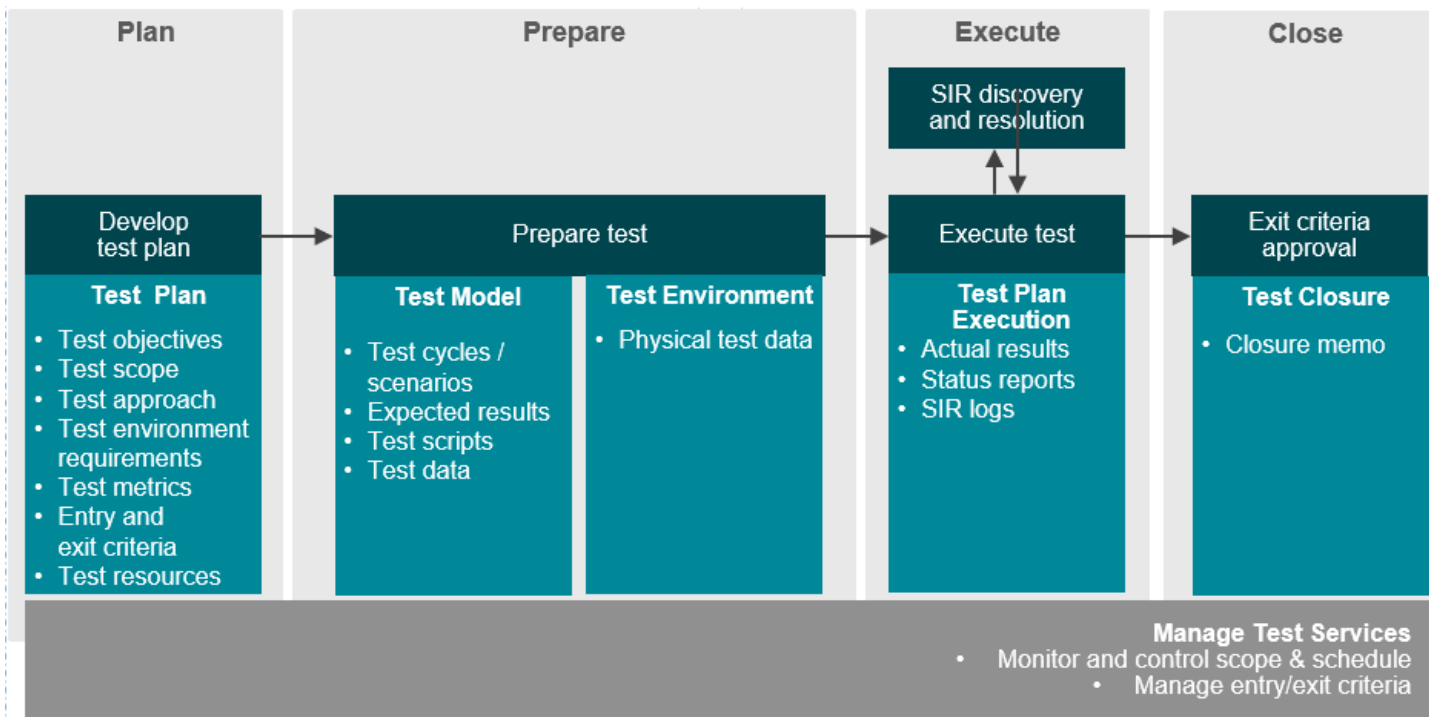 Plan
Prepare
Execute
Close
SIR discovery
and resolution
Develop
test plan
Prepare test
Execute test
Exit criteria
approval
Test Plan
• Test objectives
• Test scope
• Test approach
• Test environment
requirements
• Test metrics
• Entry and
exit criteria
• Test resources
Test Model
• Test cycles /
scenarios
• Expected results
• Test scripts
• Test data
Test Environment
• Physical test data
Test Plan
Execution
• Actual results
• Status reports
• SIR logs
Test Closure
• Closure memo
Manage Test Services
• Monitor and control scope & schedule
• Manage entry/exit criteria